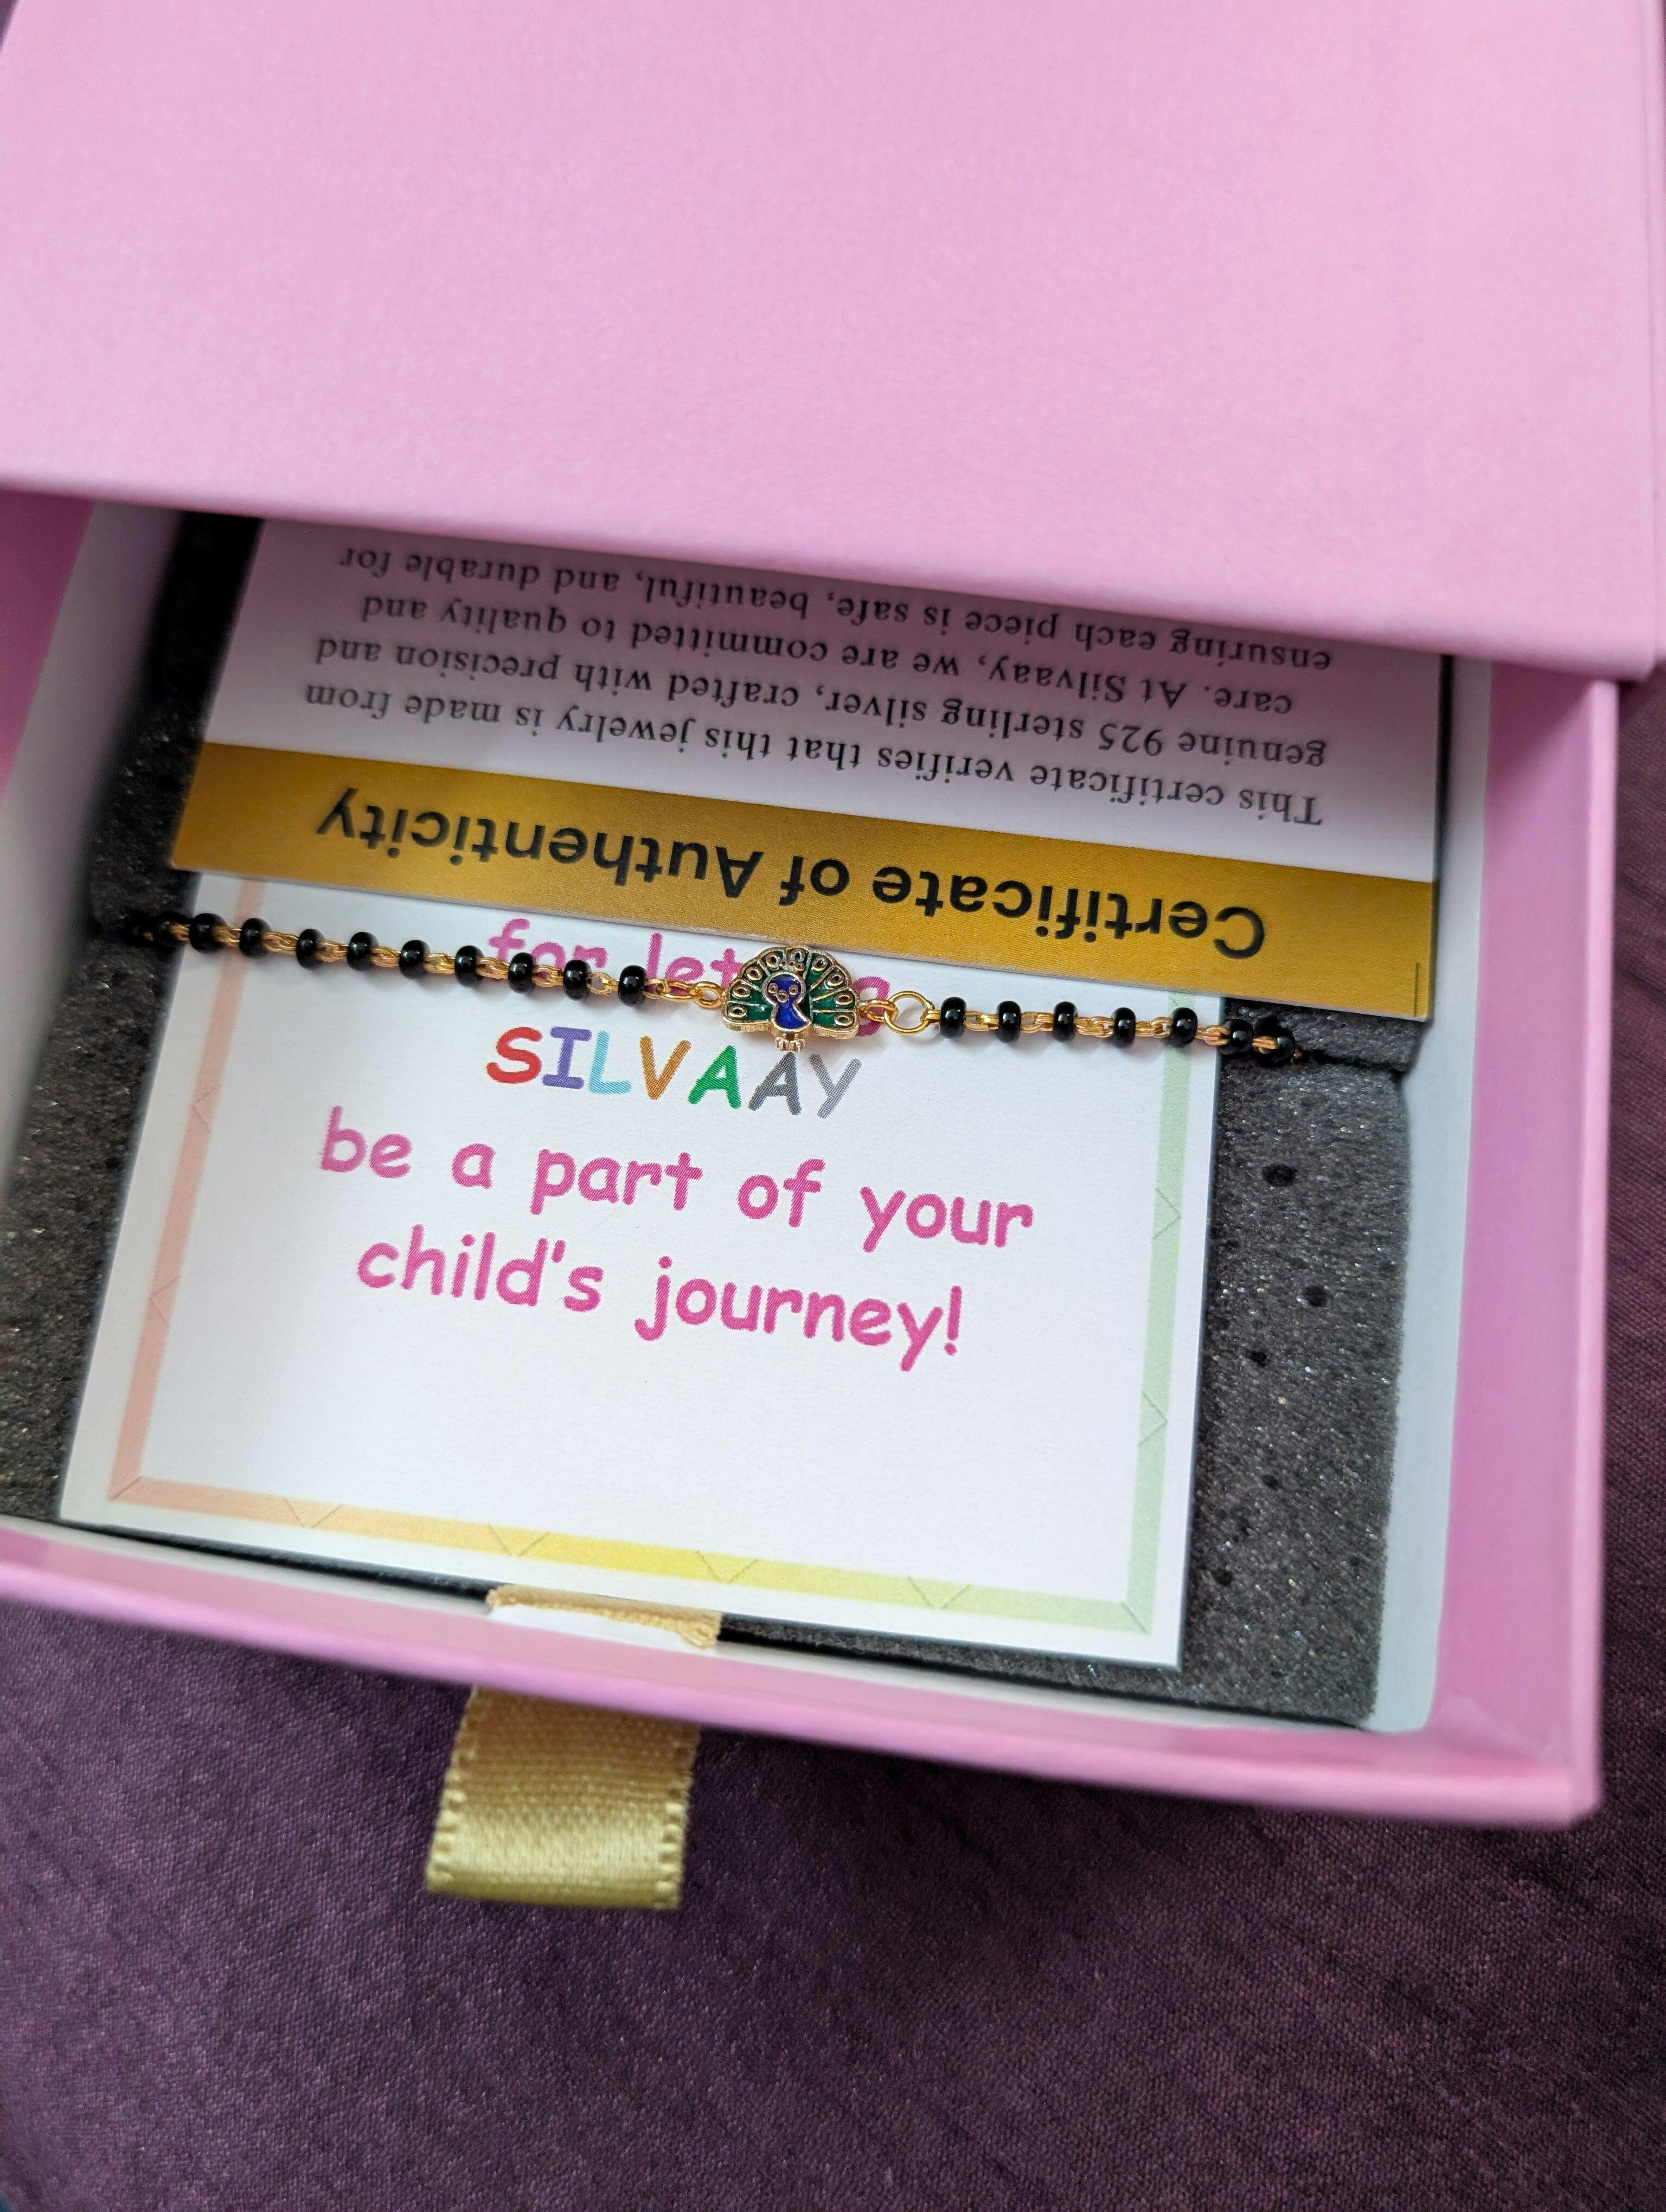 Certificate of Authenticity
This certificate verifies that this jewelry is made from
genuine 925 sterling silver, crafted with precision and
care. At Silvaay, we are committed to quality and
ensuring each piece is safe, beautiful, and durable for
for
SILVAAY
be a part of your
child's journey!